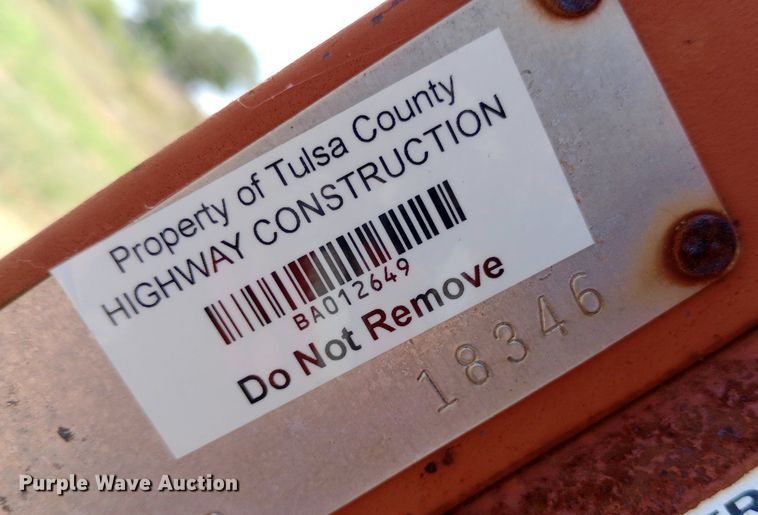 Property of Tulsa County
HIGHWAY CONSTRUCTION
BA012649
Do Not Remove
18346
Purple Wave Auction